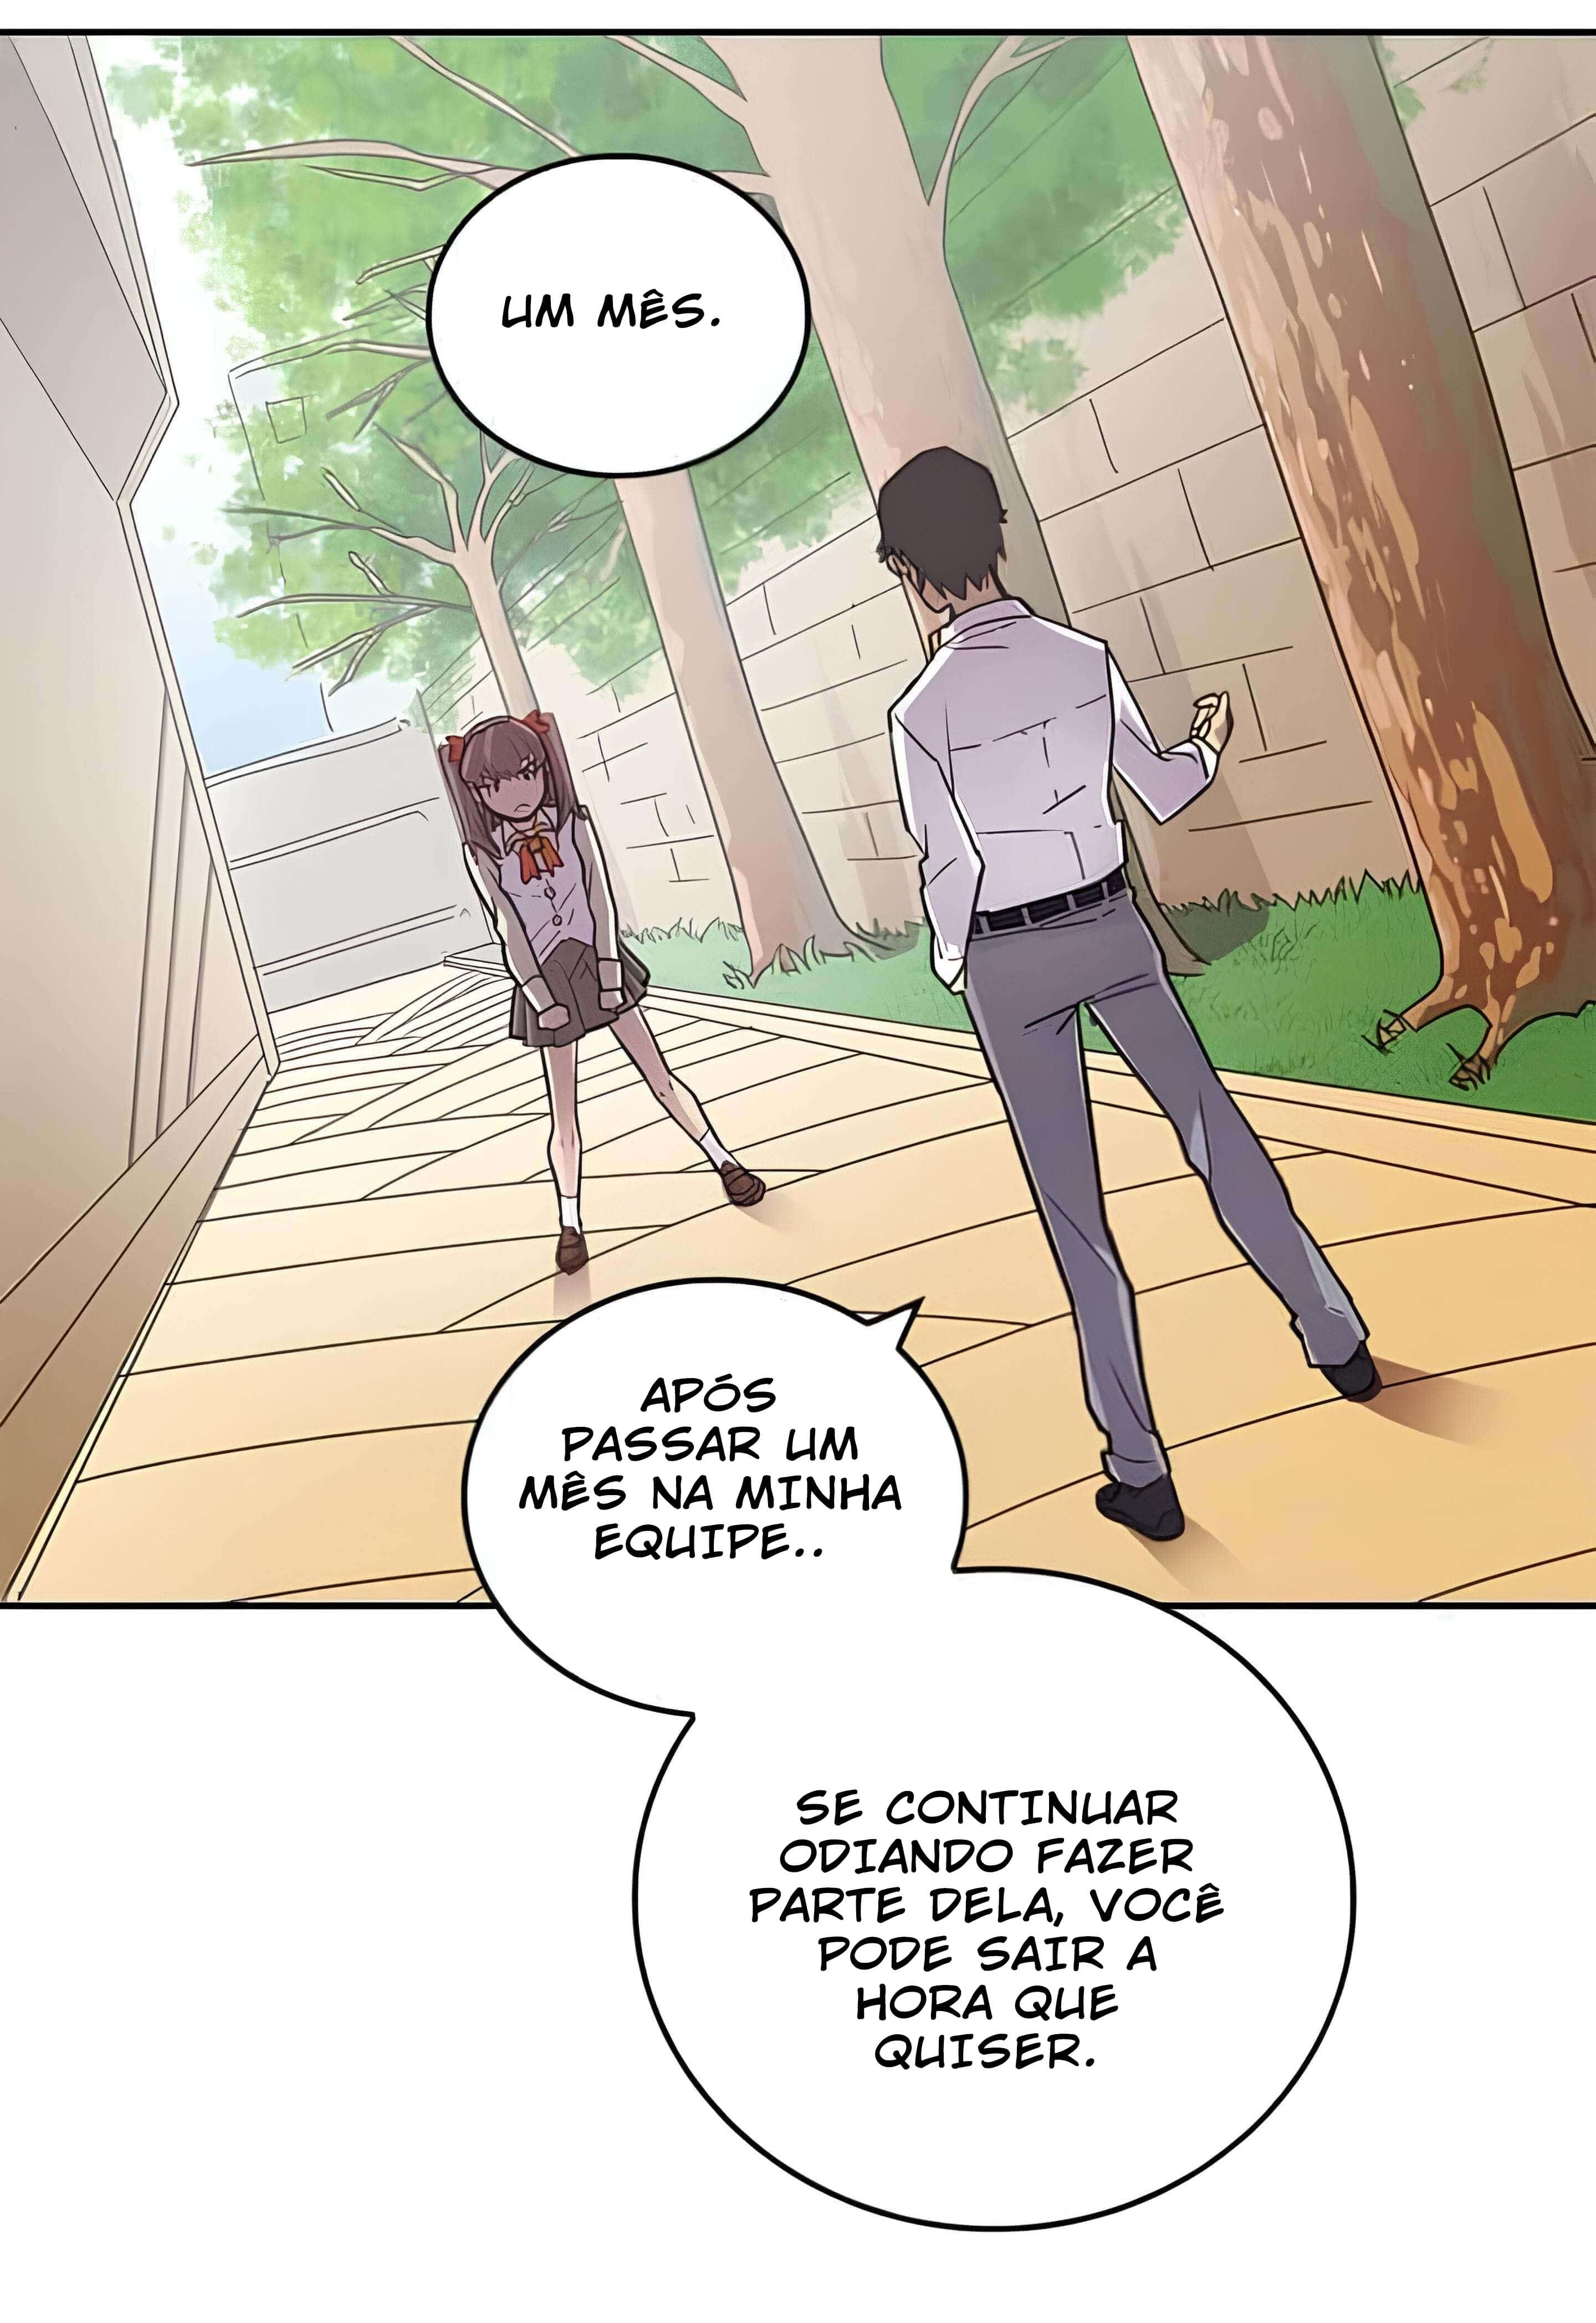 UM MÊS.
APÓS
PASSAR UM
MÊS NA MINHA
EQUIPE..
SE CONTINUAR
ODIANDO FAZER
PARTE DELA, VOCÊ
PODE SAIR A
HORA QUE
QUISER.